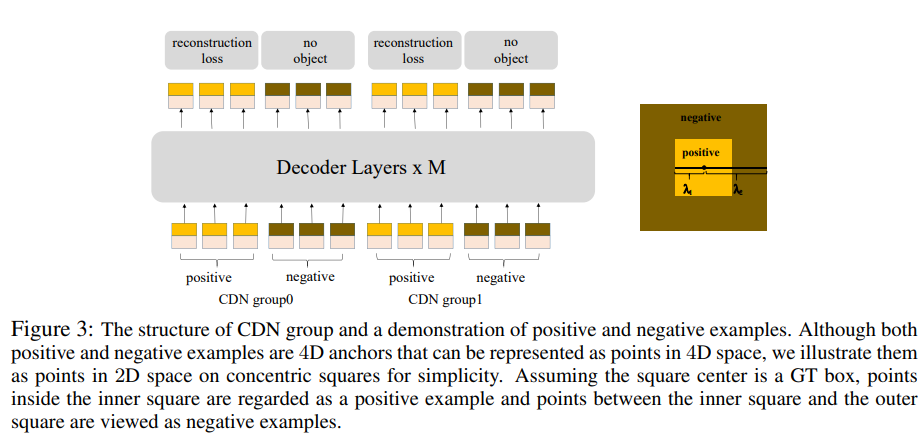 reconstruction loss
no object
reconstruction loss
no object
Decoder Layers x M
positive
negative
positive
negative
CDN group0
CDN group1
negative
positive
λ₁
λ₂
Figure 3: The structure of CDN group and a demonstration of positive and negative examples. Although both
positive and negative examples are 4D anchors that can be represented as points in 4D space, we illustrate them
as points in 2D space on concentric squares for simplicity. Assuming the square center is a GT box, points
inside the inner square are regarded as a positive example and points between the inner square and the outer
square are viewed as negative examples.